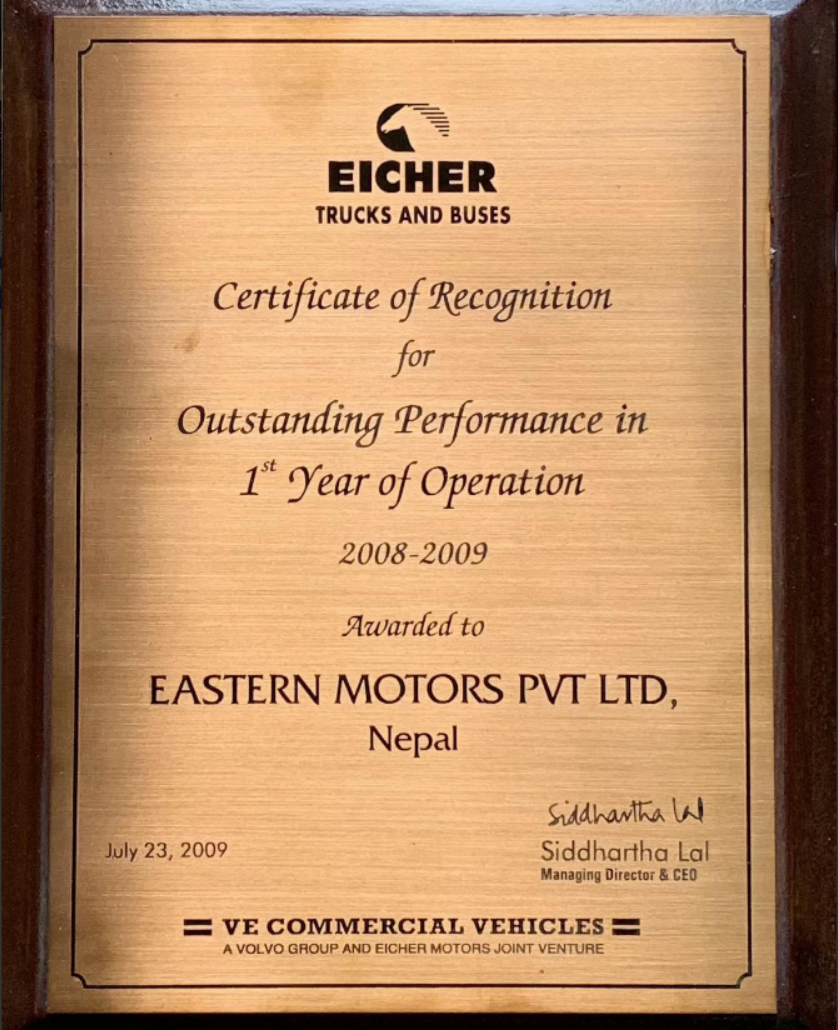 EICHER
TRUCKS AND BUSES
Certificate of Recognition
for
Outstanding Performance in
1st Year of Operation
2008-2009
Awarded to
EASTERN MOTORS PVT LTD,
Nepal
Siddhartha Lal
July 23, 2009
Siddhartha Lal
Managing Director & CEO
VE COMMERCIAL VEHICLES
A VOLVO GROUP AND EICHER MOTORS JOINT VENTURE